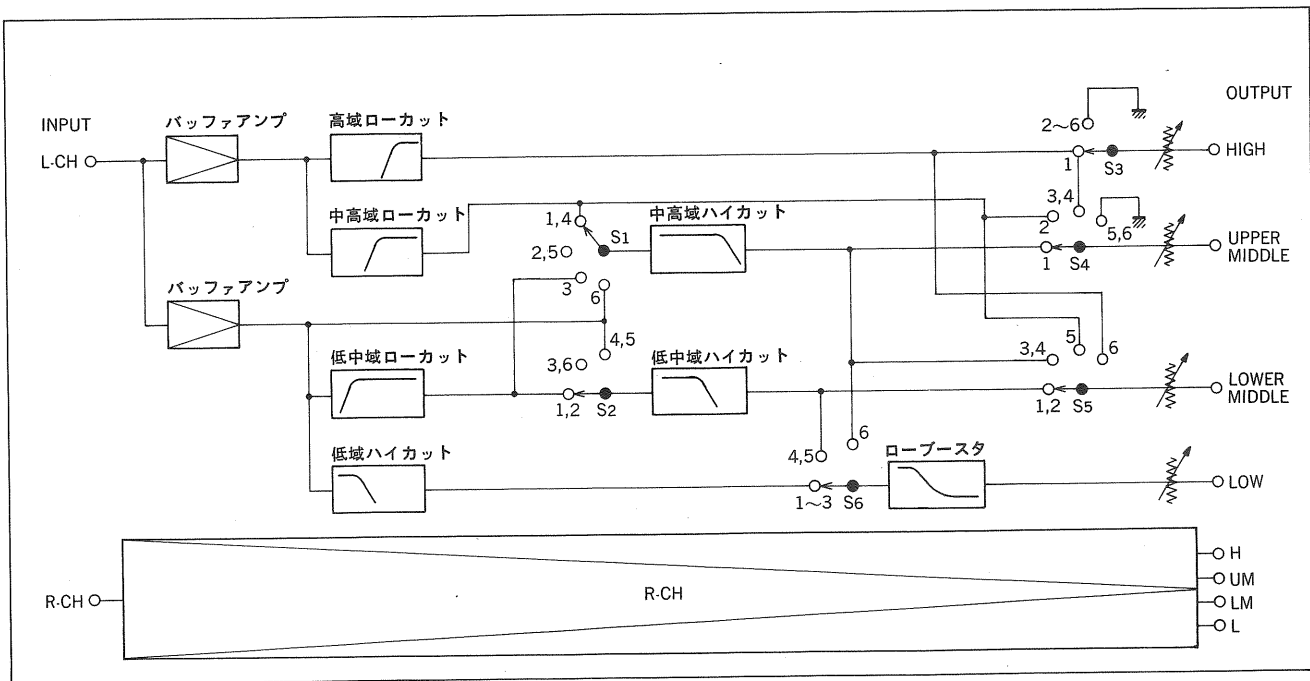 INPUT
L-CH
バッファアンプ
高域ローカット
OUTPUT
2~6
1
S3
HIGH
中高域ローカット
1,4
S1
2,5
3
6
中高域ハイカット
3,4
2
5,6
1
S4
UPPER
MIDDLE
バッファアンプ
低中域ローカット
4,5
3,6
1,2
S2
低中域ハイカット
5
3,4
6
1,2
S5
LOWER
MIDDLE
低域ハイカット
4,5
6
1~3
S6
ローブースタ
LOW
R-CH
R-CH
H
UM
LM
L